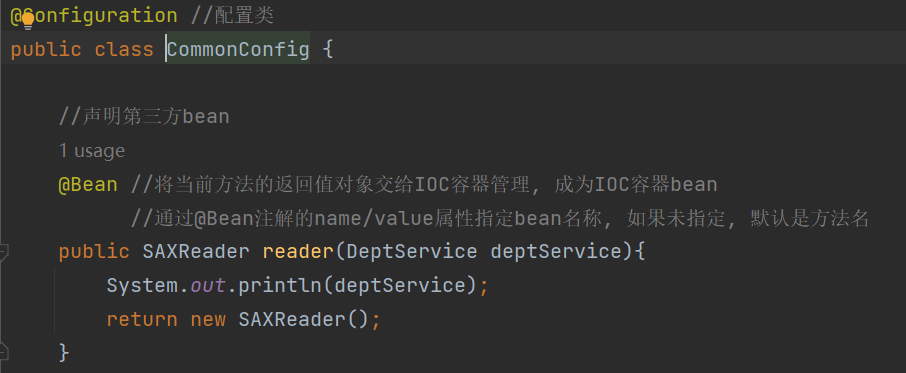 @Configuration //配置类
public class CommonConfig {
//声明第三方bean
1 usage
@Bean //将当前方法的返回值对象交给IOC容器管理, 成为IOC容器bean
//通过@Bean注解的name/value属性指定bean名称, 如果未指定, 默认是方法名
public SAXReader reader(DeptService deptService){
System.out.println(deptService);
return new SAXReader();
}